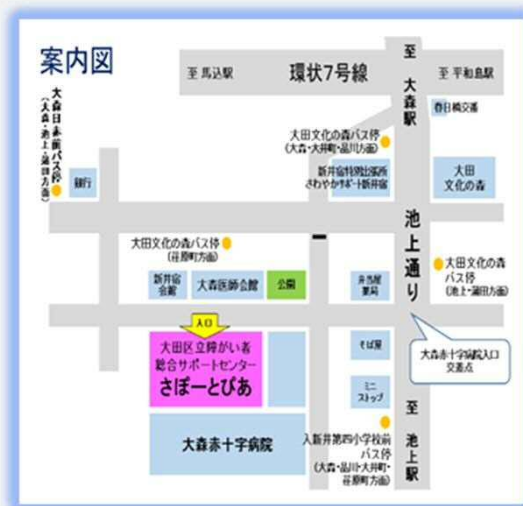 案内図
至 馬込駅
環状7号線
至 大森駅
至 平和島駅
春日橋交番
大森日赤前バス停
(大森・池上・蒲田方面)
銀行
大田文化の森バス停
(大森・大井町・品川方面)
新井宿特別出張所
さわやかサポート新井宿
大田
文化の森
池上通り
大田文化の森バス停
(荏原町方面)
大田文化の森
バス停
(池上・蒲田方面)
新井宿
会館
大森医師会館
公園
弁当屋
薬局
入口
大田区立障がい者
総合サポートセンター
さぽーとぴあ
そば屋
大森赤十字病院入口
交差点
ミニ
ストップ
至 池上駅
大森赤十字病院
入新井第四小学校前
バス停
(大森・品川・大井町・
荏原町方面)